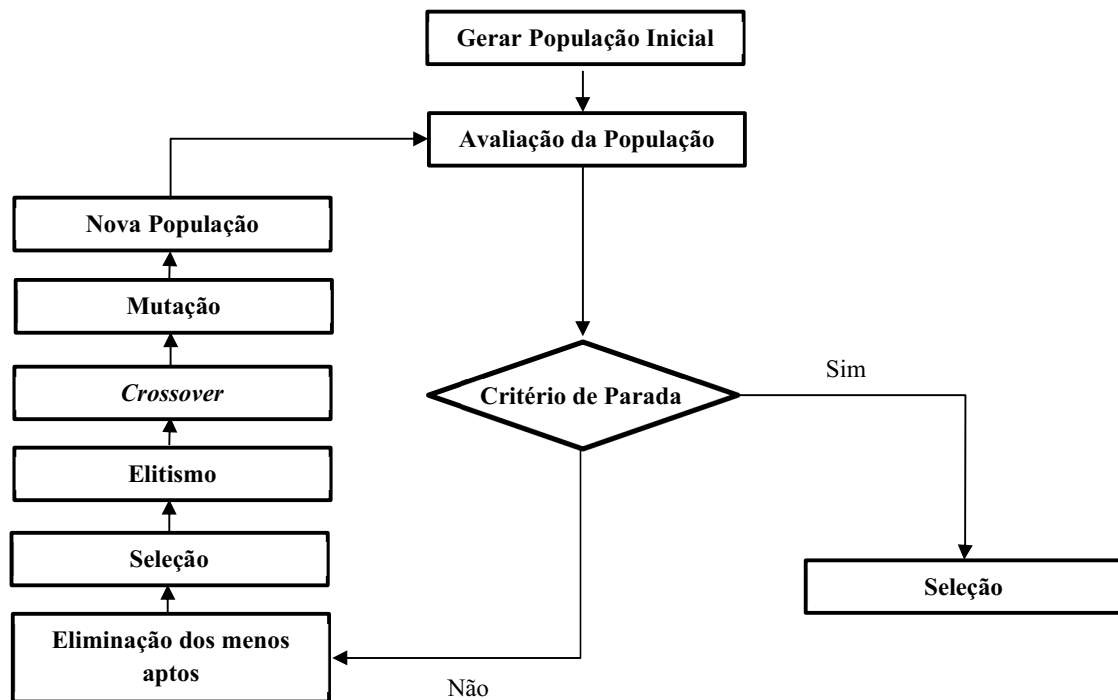 Gerar População Inicial
Avaliação da População
Nova População
Mutação
Crossover
Elitismo
Seleção
Eliminação dos menos
aptos
Critério de Parada
Sim
Não
Seleção